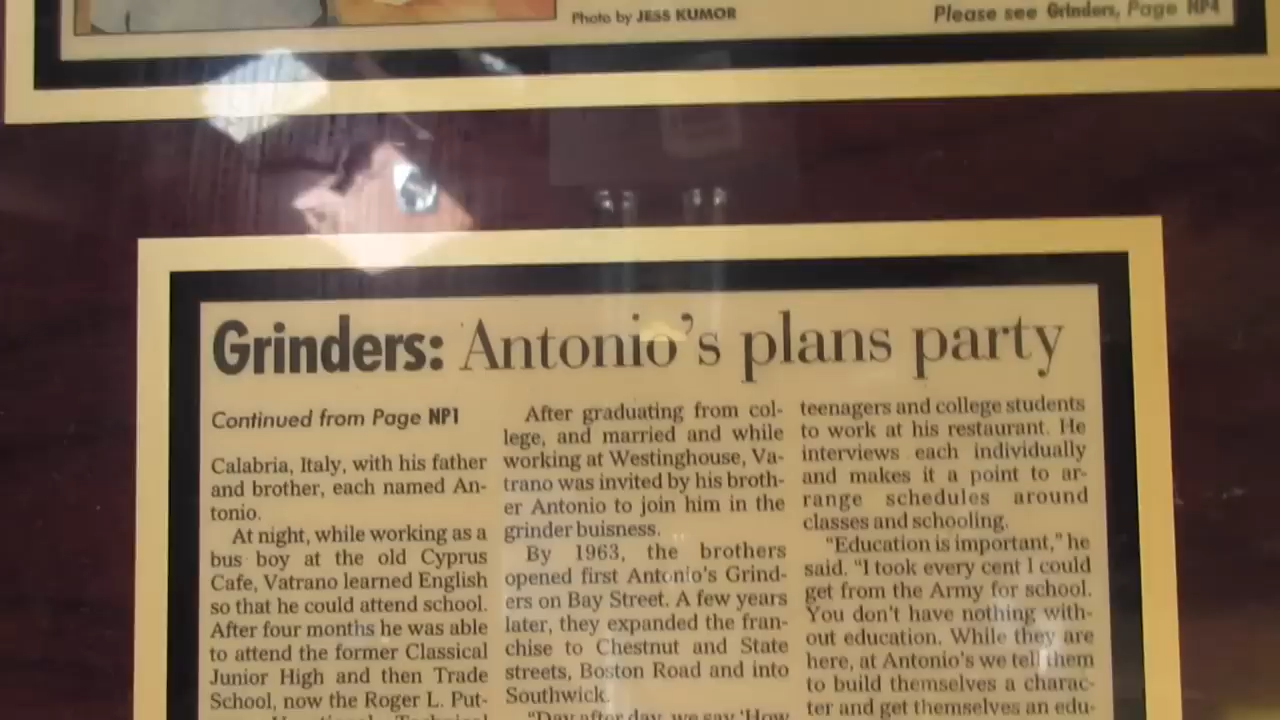 Photo by JESS KUMOR
Please see Grinders, Page NP4
Grinders: Antonio's plans party
Continued from Page NP1
Calabria, Italy, with his father
and brother, each named An-
tonio.
At night, while working as a
bus boy at the old Cyprus
Cafe, Vatrano learned English
so that he could attend school.
After four months he was able
to attend the former Classical
Junior High and then Trade
School, now the Roger L. Put-
Vocational Technical
After graduating from col-
lege, and married and while
working at Westinghouse, Va-
trano was invited by his broth-
er Antonio to join him in the
grinder buisness.
By 1963, the brothers
opened first Antonio's Grind-
ers on Bay Street. A few years
later, they expanded the fran-
chise to Chestnut and State
streets, Boston Road and into
Southwick.
"Day after day, we say 'How
teenagers and college students
to work at his restaurant. He
interviews each individually
and makes it a point to ar-
range schedules around
classes and schooling.
"Education is important," he
said. "I took every cent I could
get from the Army for school.
You don't have nothing with-
out education. While they are
here, at Antonio's we tell them
to build themselves a charac-
ter and get themselves an edu-